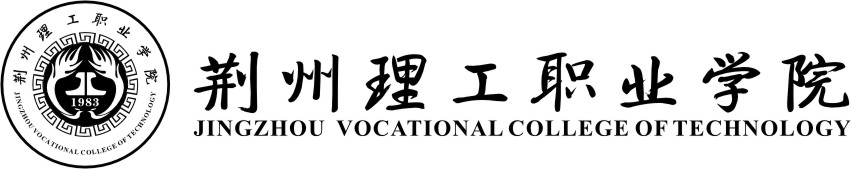 荆州理工职业学院
1983
JINGZHOU VOCATIONAL COLLEGE OF TECHNOLOGY
荆州理工职业学院
JINGZHOU VOCATIONAL COLLEGE OF TECHNOLOGY